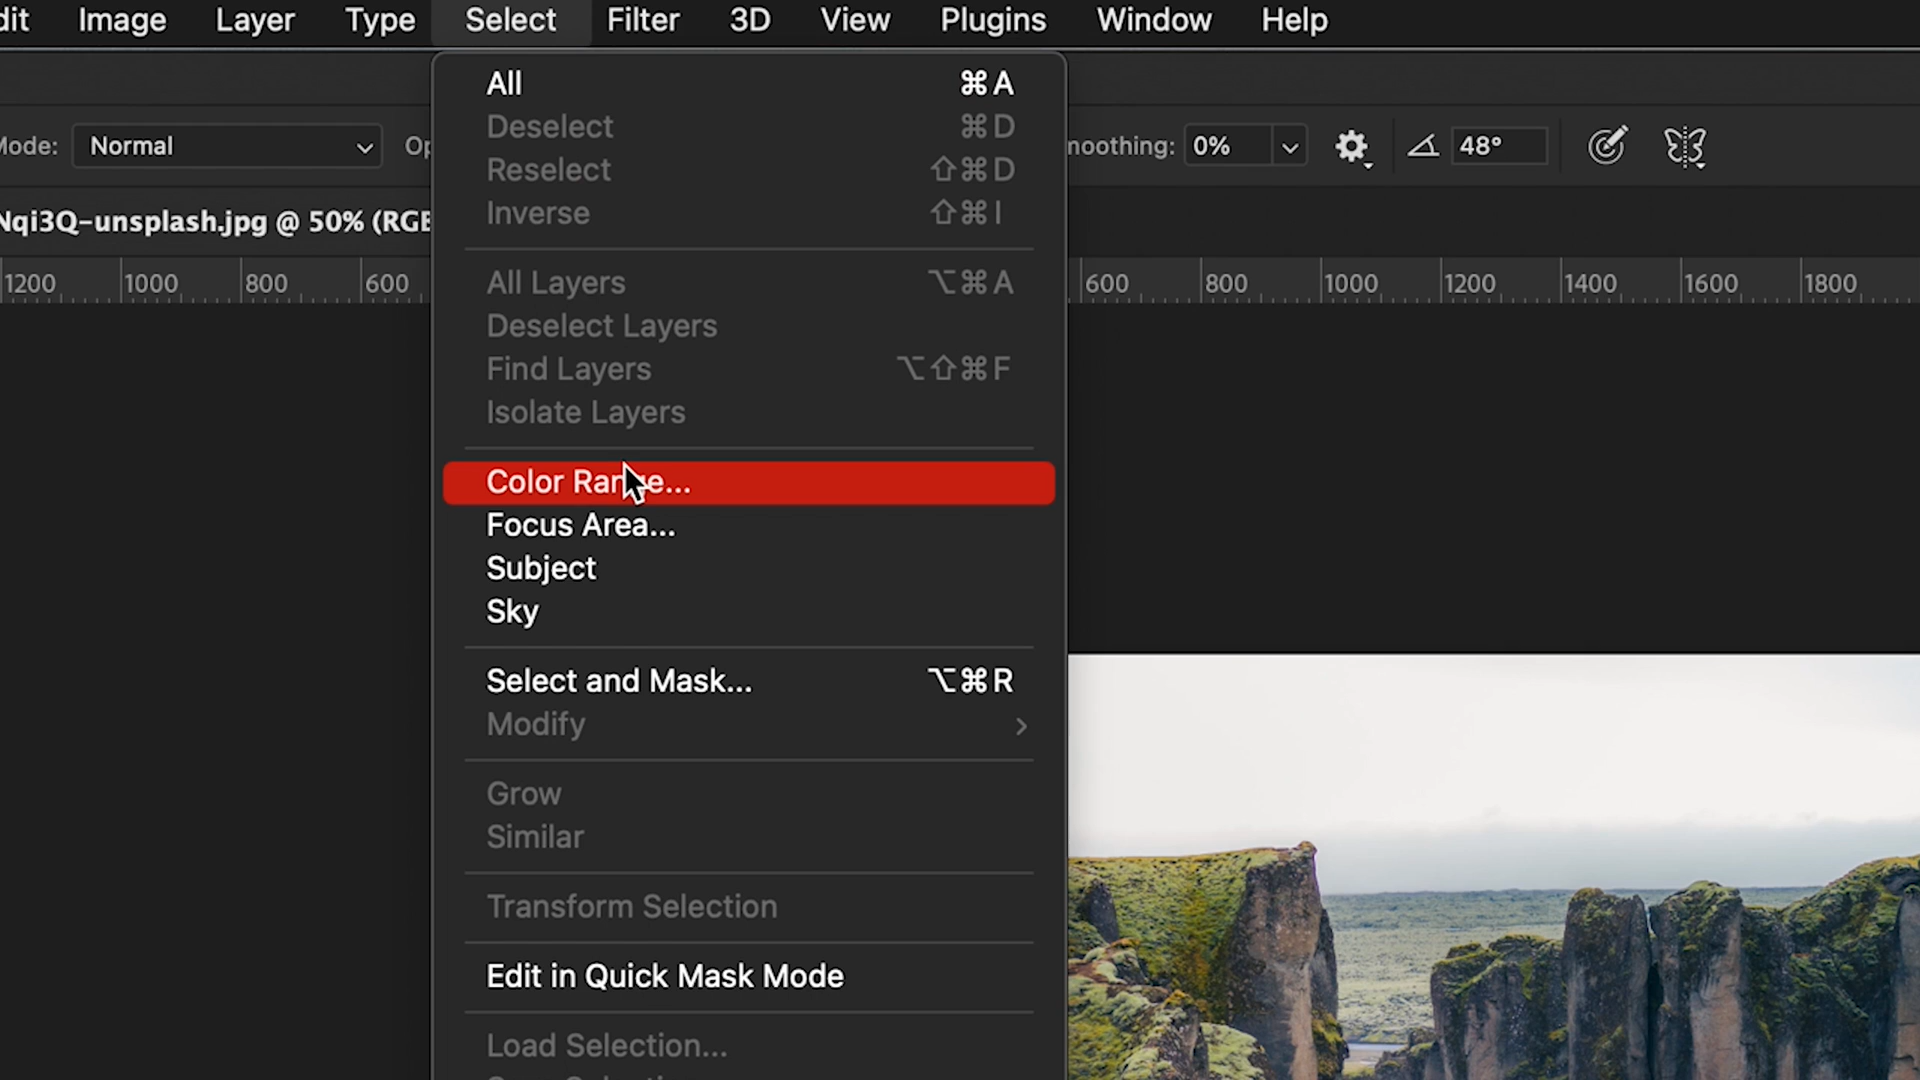 dit Image Layer Type Select Filter 3D View Plugins Window Help
Mode: Normal Op moothing: 0% 48°
Nqi3Q-unsplash.jpg @ 50% (RGB
1200 1000 800 600 600 800 1000 1200 1400 1600 1800
All ⌘A
Deselect ⌘D
Reselect ⇧⌘D
Inverse ⇧⌘I
All Layers ⌥⌘A
Deselect Layers
Find Layers ⌥⇧⌘F
Isolate Layers
Color Range...
Focus Area...
Subject
Sky
Select and Mask... ⌥⌘R
Modify
Grow
Similar
Transform Selection
Edit in Quick Mask Mode
Load Selection...